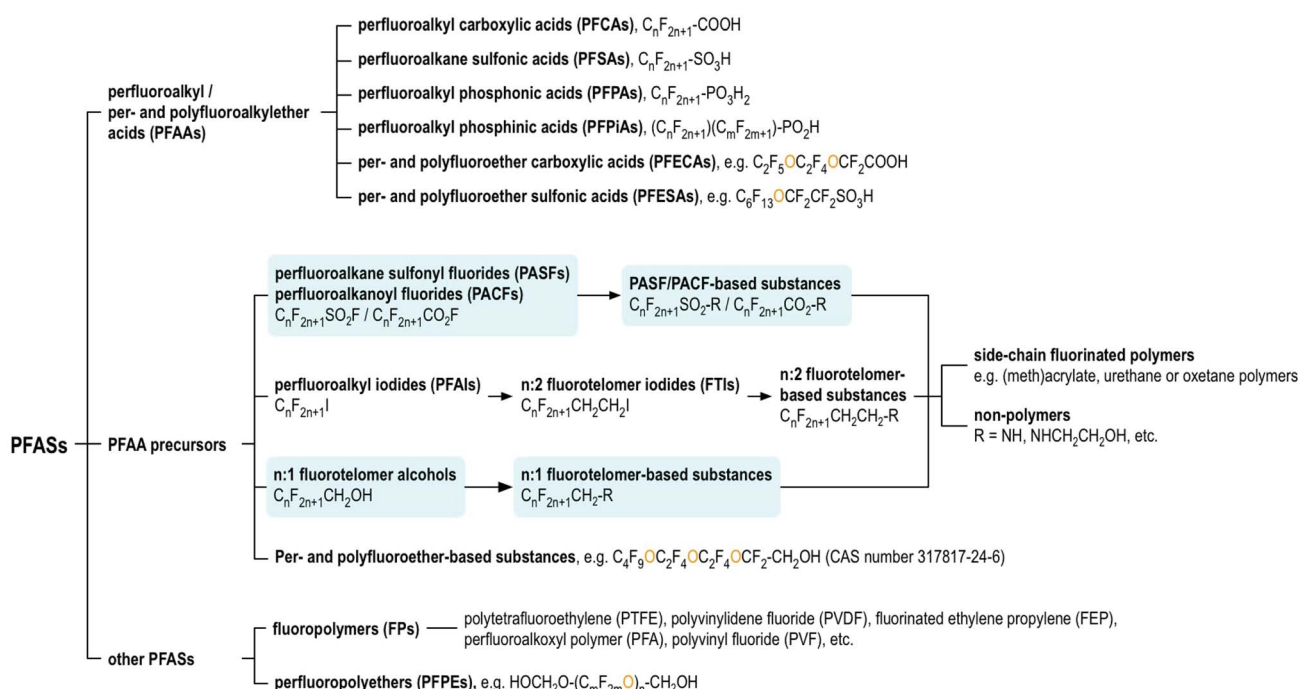 perfluoroalkyl carboxylic acids (PFCAs), CₙF₂ₙ₊₁-COOH
perfluoroalkane sulfonic acids (PFSAs), CₙF₂ₙ₊₁-SO₃H
perfluoroalkyl /
per- and polyfluoroalkylether
acids (PFAAs)
perfluoroalkyl phosphonic acids (PFPAs), CₙF₂ₙ₊₁-PO₃H₂
perfluoroalkyl phosphinic acids (PFPiAs), (CₙF₂ₙ₊₁)(CₘF₂ₘ₊₁)-PO₂H
per- and polyfluoroether carboxylic acids (PFECAs), e.g. C₂F₅OC₂F₄OCF₂COOH
per- and polyfluoroether sulfonic acids (PFESAs), e.g. C₆F₁₃OCF₂CF₂SO₃H
perfluoroalkane sulfonyl fluorides (PASFs)
perfluoroalkanoyl fluorides (PACFs)
CₙF₂ₙ₊₁SO₂F / CₙF₂ₙ₊₁CO₂F
PASF/PACF-based substances
CₙF₂ₙ₊₁SO₂-R / CₙF₂ₙ₊₁CO₂-R
perfluoroalkyl iodides (PFAIs)
CₙF₂ₙ₊₁I
n:2 fluorotelomer iodides (FTIs)
CₙF₂ₙ₊₁CH₂CH₂I
n:2 fluorotelomer-
based substances
CₙF₂ₙ₊₁CH₂CH₂-R
side-chain fluorinated polymers
e.g. (meth)acrylate, urethane or oxetane polymers
non-polymers
R = NH, NHCH₂CH₂OH, etc.
PFASs
PFAA precursors
n:1 fluorotelomer alcohols
CₙF₂ₙ₊₁CH₂OH
n:1 fluorotelomer-based substances
CₙF₂ₙ₊₁CH₂-R
Per- and polyfluoroether-based substances, e.g. C₄F₉OC₂F₄OC₂F₄OCF₂-CH₂OH (CAS number 317817-24-6)
other PFASs
fluoropolymers (FPs)
polytetrafluoroethylene (PTFE), polyvinylidene fluoride (PVDF), fluorinated ethylene propylene (FEP),
perfluoroalkoxyl polymer (PFA), polyvinyl fluoride (PVF), etc.
perfluoropolyethers (PFPEs), e.g. HOCH₂O-(CₘF₂ₘO)ₙ-CH₂OH